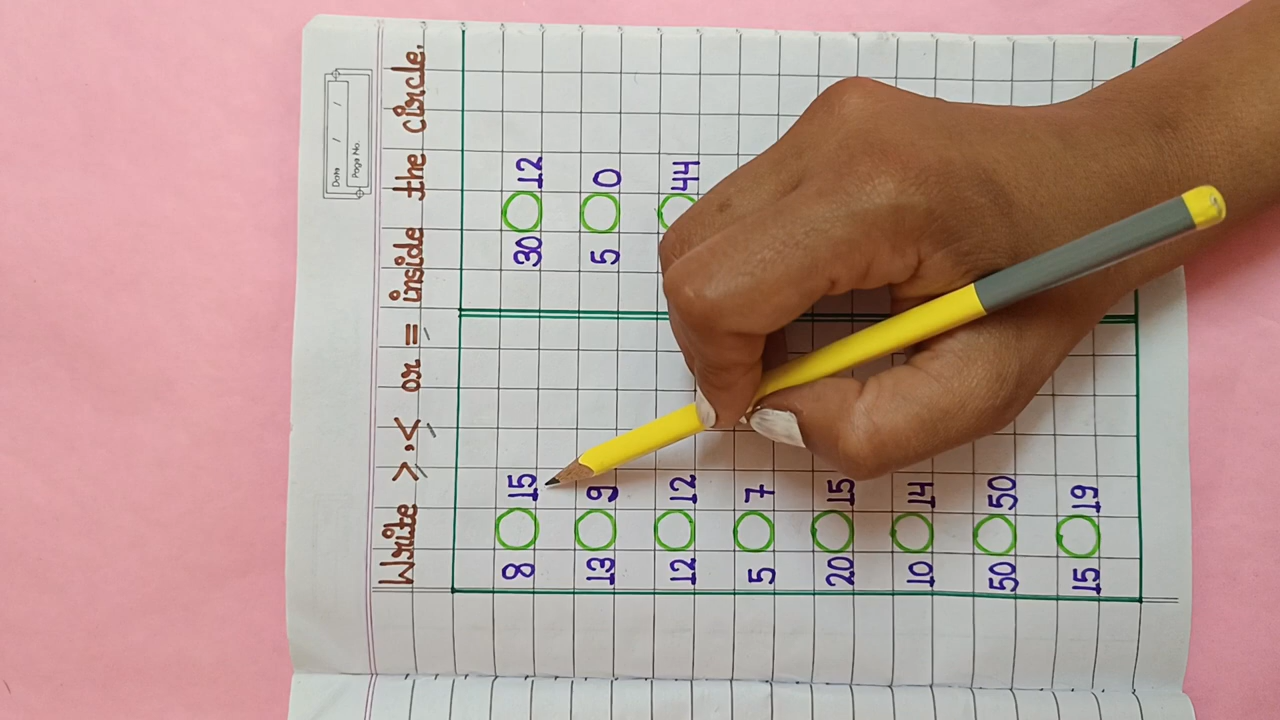 Date / /
Page No.
Write >, < or = inside the circle.
8 ○ 15
13 ○ 9
12 ○ 12
5 ○ 7
20 ○ 15
10 ○ 14
50 ○ 50
15 ○ 19
30 ○ 12
5 ○ 0
○ 44